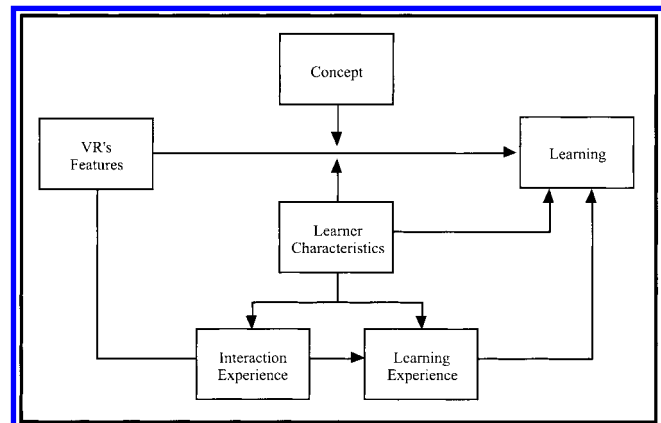 Concept
VR's
Features
Learning
Learner
Characteristics
Interaction
Experience
Learning
Experience